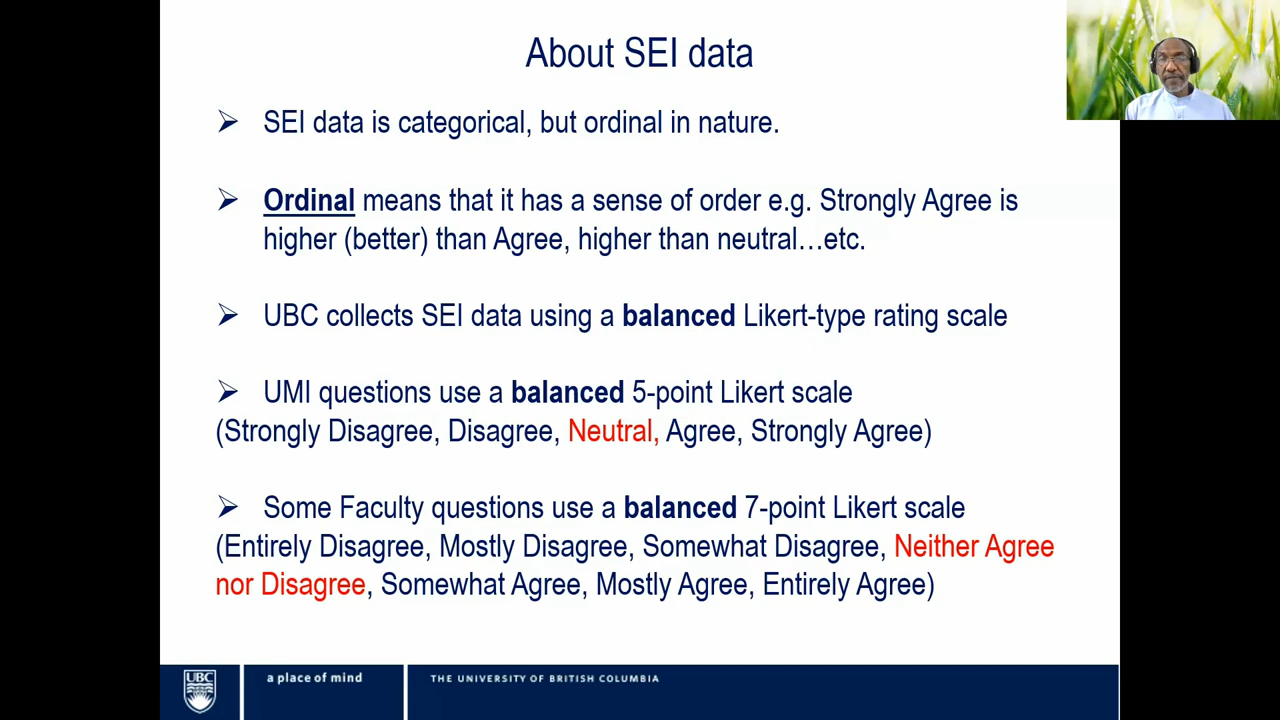 About SEI data
➢ SEI data is categorical, but ordinal in nature.
➢ Ordinal means that it has a sense of order e.g. Strongly Agree is
higher (better) than Agree, higher than neutral…etc.
➢ UBC collects SEI data using a balanced Likert-type rating scale
➢ UMI questions use a balanced 5-point Likert scale
(Strongly Disagree, Disagree, Neutral, Agree, Strongly Agree)
➢ Some Faculty questions use a balanced 7-point Likert scale
(Entirely Disagree, Mostly Disagree, Somewhat Disagree, Neither Agree
nor Disagree, Somewhat Agree, Mostly Agree, Entirely Agree)
UBC
a place of mind
THE UNIVERSITY OF BRITISH COLUMBIA